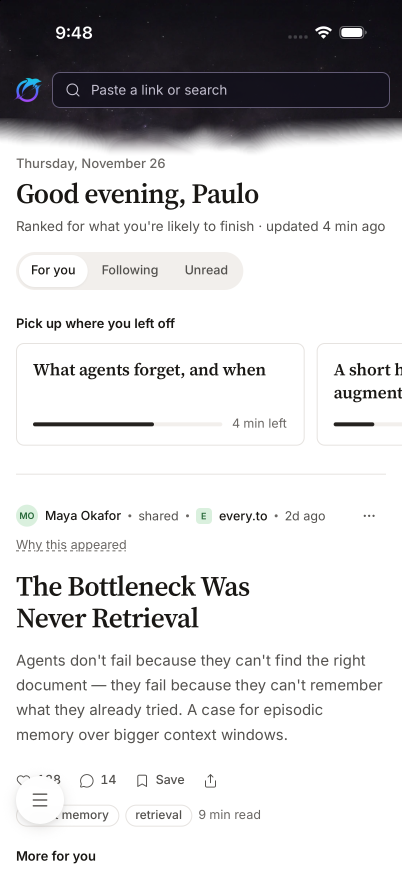 9:48
Paste a link or search
Thursday, November 26
Good evening, Paulo
Ranked for what you're likely to finish · updated 4 min ago
For you Following Unread
Pick up where you left off
What agents forget, and when
4 min left
A short
augment
MO Maya Okafor • shared • E every.to • 2d ago
Why this appeared
The Bottleneck Was
Never Retrieval
Agents don't fail because they can't find the right
document — they fail because they can't remember
what they already tried. A case for episodic
memory over bigger context windows.
14 Save
memory retrieval 9 min read
More for you